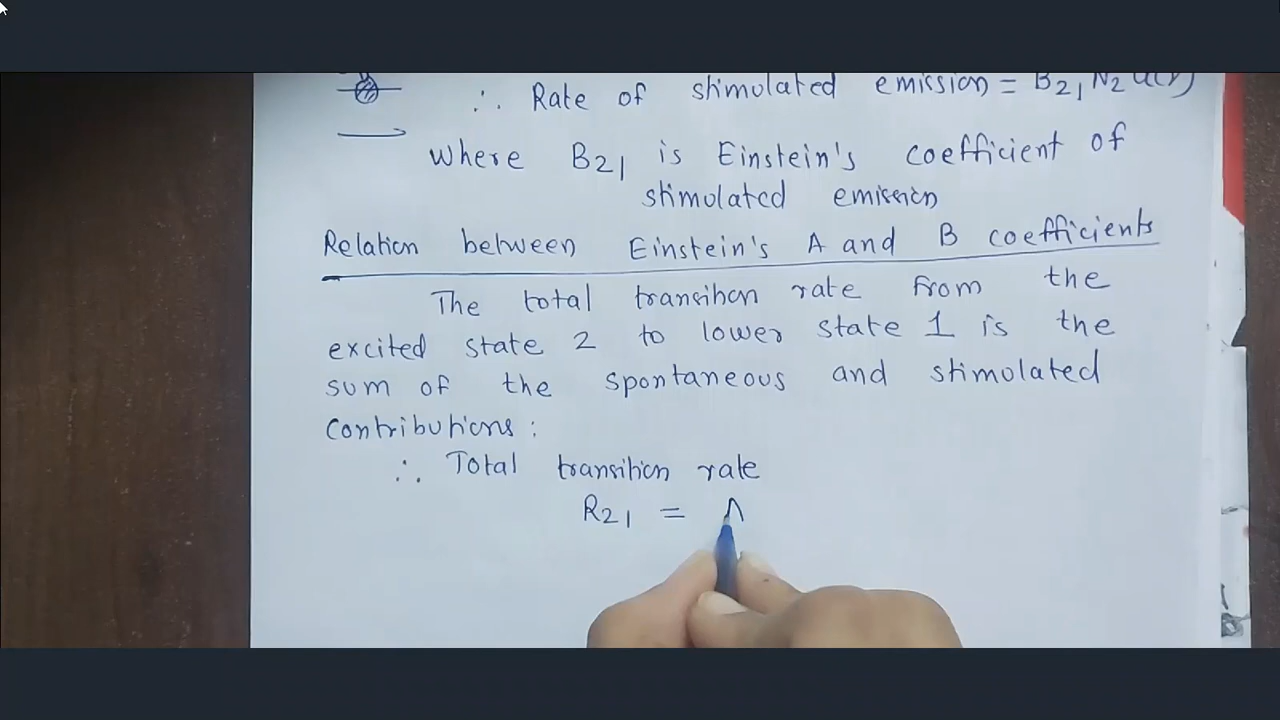 ∴ Rate of stimulated emission = B21 N2 u(r)
where B21 is Einstein's coefficient of
stimulated emission
Relation between Einstein's A and B coefficients
The total transition rate from the
excited state 2 to lower state 1 is the
sum of the spontaneous and stimulated
contributions:
∴ Total transition rate
R21 = A